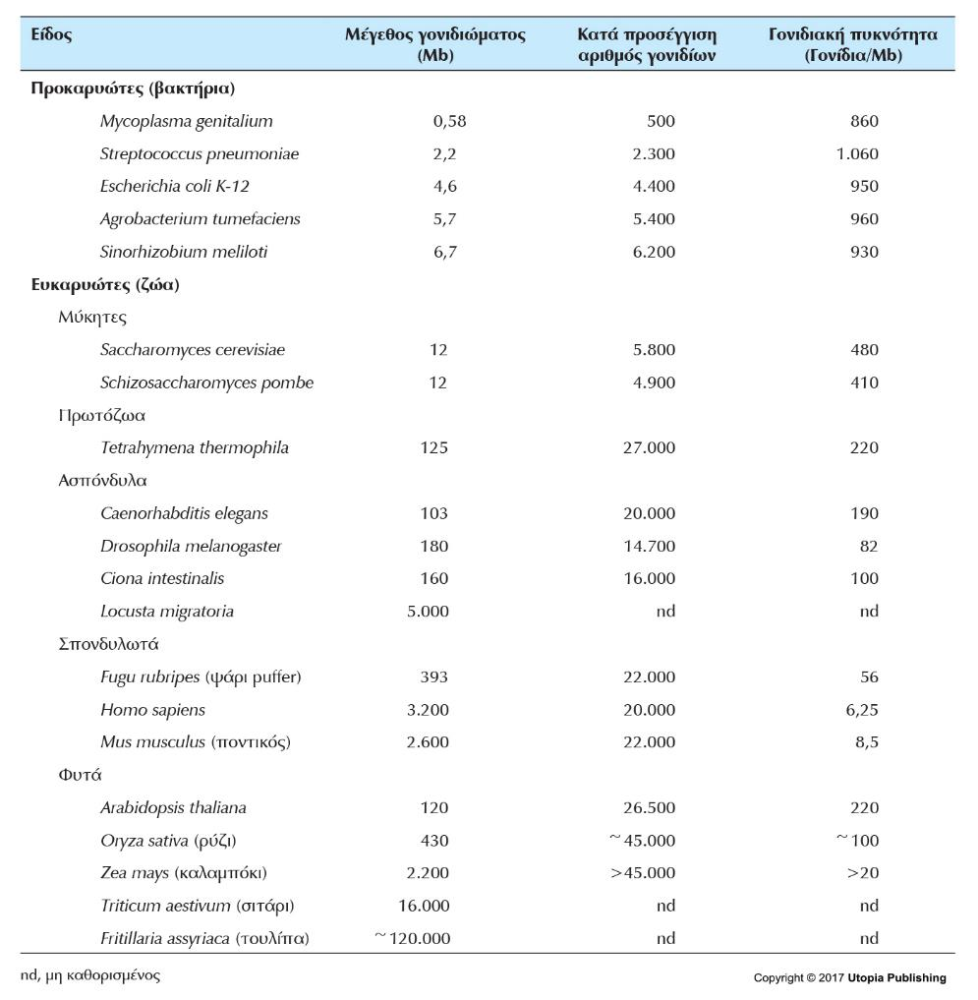 Είδος Μέγεθος γονιδιώματος (Mb) Κατά προσέγγιση αριθμός γονιδίων Γονιδιακή πυκνότητα (Γονίδια/Mb)
Προκαρυώτες (βακτήρια)
Mycoplasma genitalium 0,58 500 860
Streptococcus pneumoniae 2,2 2.300 1.060
Escherichia coli K-12 4,6 4.400 950
Agrobacterium tumefaciens 5,7 5.400 960
Sinorhizobium meliloti 6,7 6.200 930
Ευκαρυώτες (ζώα)
Μύκητες
Saccharomyces cerevisiae 12 5.800 480
Schizosaccharomyces pombe 12 4.900 410
Πρωτόζωα
Tetrahymena thermophila 125 27.000 220
Ασπόνδυλα
Caenorhabditis elegans 103 20.000 190
Drosophila melanogaster 180 14.700 82
Ciona intestinalis 160 16.000 100
Locusta migratoria 5.000 nd nd
Σπονδυλωτά
Fugu rubripes (ψάρι puffer) 393 22.000 56
Homo sapiens 3.200 20.000 6,25
Mus musculus (ποντικός) 2.600 22.000 8,5
Φυτά
Arabidopsis thaliana 120 26.500 220
Oryza sativa (ρύζι) 430 ~45.000 ~100
Zea mays (καλαμπόκι) 2.200 >45.000 >20
Triticum aestivum (σιτάρι) 16.000 nd nd
Fritillaria assyriaca (τουλίπα) ~120.000 nd nd
nd, μη καθορισμένος
Copyright © 2017 Utopia Publishing